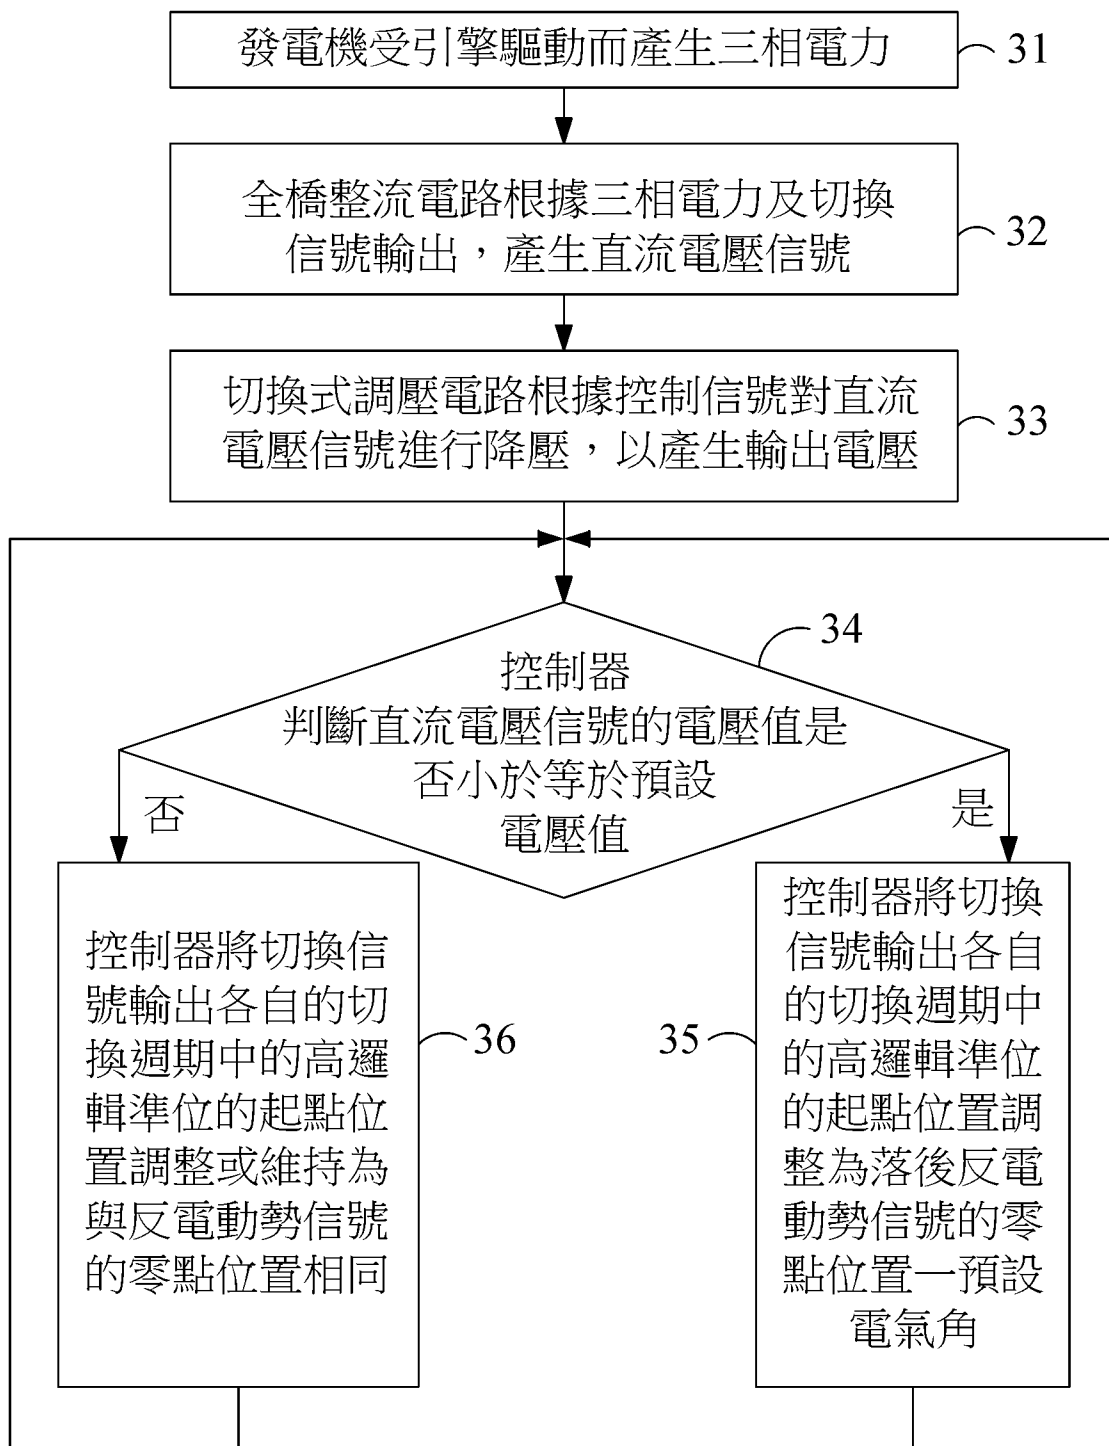 發電機受引擎驅動而產生三相電力
31
全橋整流電路根據三相電力及切換
信號輸出，產生直流電壓信號
32
切換式調壓電路根據控制信號對直流
電壓信號進行降壓，以產生輸出電壓
33
34
控制器
判斷直流電壓信號的電壓值是
否小於等於預設
電壓值
否
是
控制器將切換信
號輸出各自的切
換週期中的高邏
輯準位的起點位
置調整或維持為
與反電動勢信號
的零點位置相同
36
35
控制器將切換
信號輸出各自
的切換週期中
的高邏輯準位
的起點位置調
整為落後反電
動勢信號的零
點位置一預設
電氣角